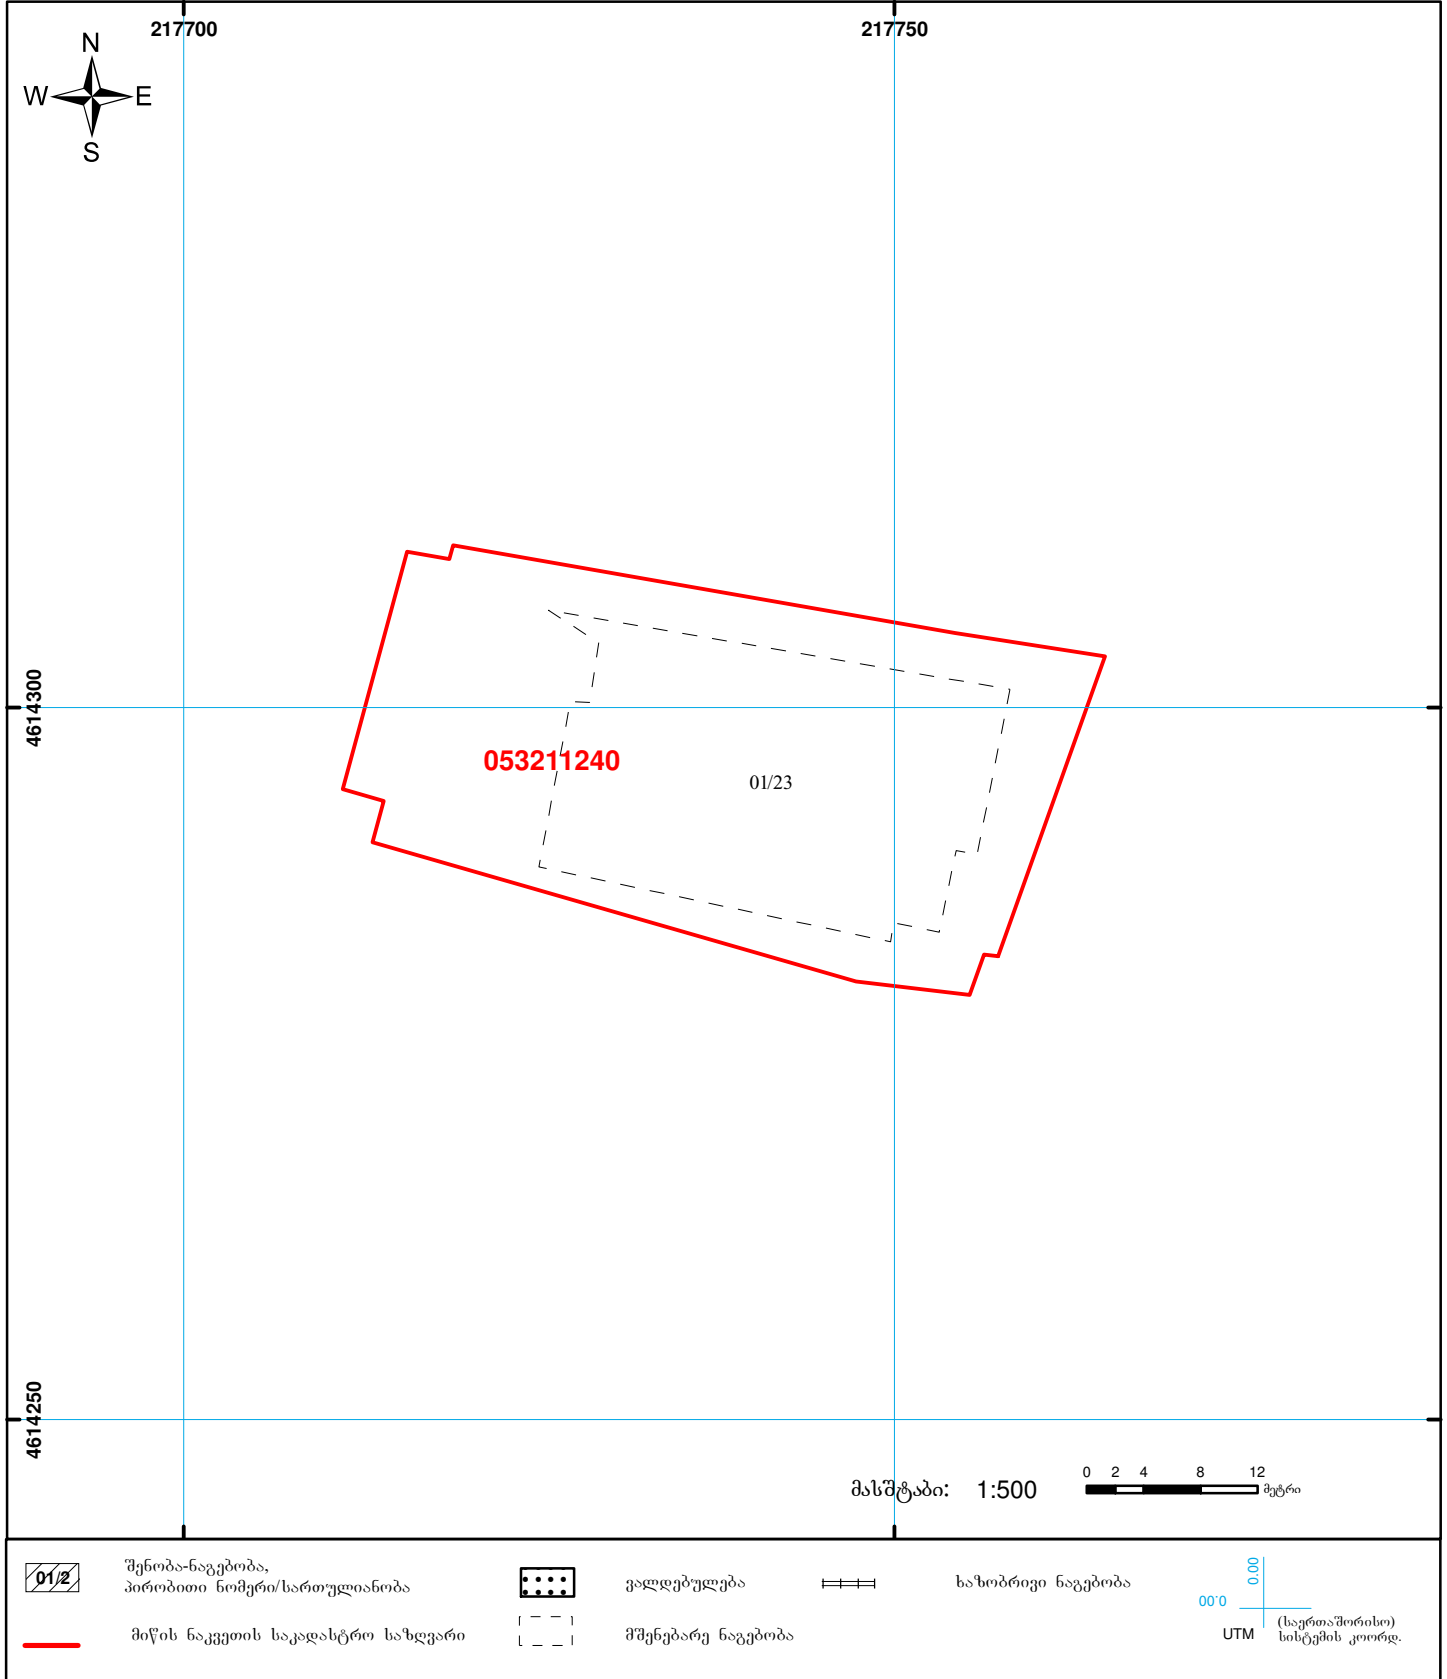 217700
217750
N
W
E
S
4614300
053211240
01/23
4614250
მასშტაბი: 1:500
0 2 4 8 12
მეტრი
01/2
შენობა-ნაგებობა,
პირობითი ნომერი/სართულიანობა
ვალდებულება
ხაზობრივი ნაგებობა
მიწის ნაკვეთის საკადასტრო საზღვარი
მშენებარე ნაგებობა
00'0
0.00
UTM
(საერთაშორისო)
სისტემის კოორდ.